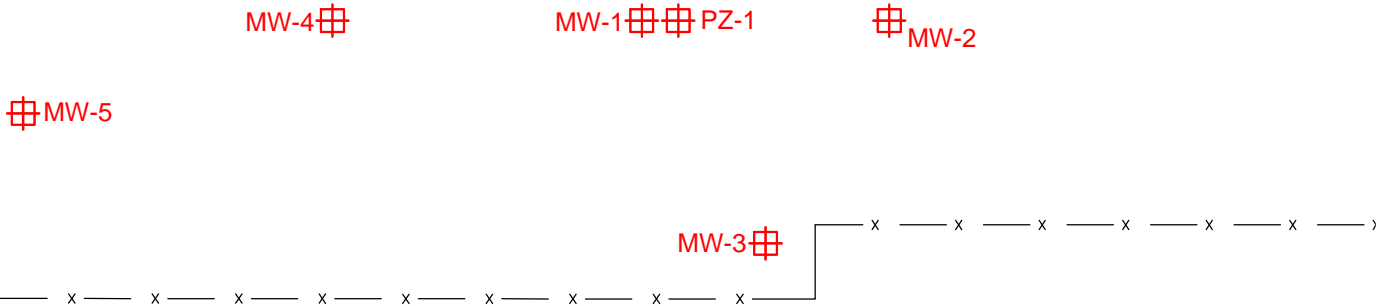 MW-4
MW-1
PZ-1
MW-2
MW-5
MW-3
x x x x x x x
x x x x x x x x x